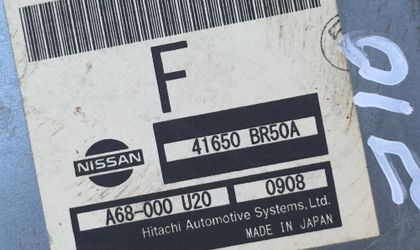 F
41650 BR50A
NISSAN
A68-000 U20 0908
Hitachi Automotive Systems, Ltd.
MADE IN JAPAN